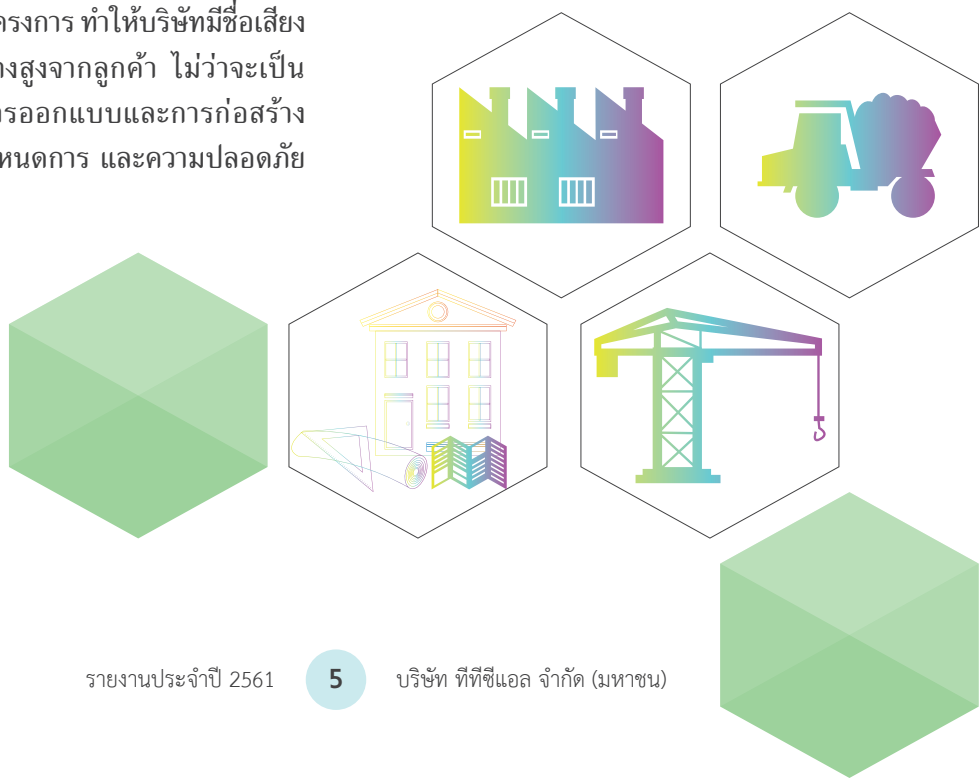 ครงการ ทำให้บริษัทมีชื่อเสียง
างสูงจากลูกค้า ไม่ว่าจะเป็น
รออกแบบและการก่อสร้าง
หนดการ และความปลอดภัย
รายงานประจำปี 2561 5 บริษัท ทีทีซีแอล จำกัด (มหาชน)